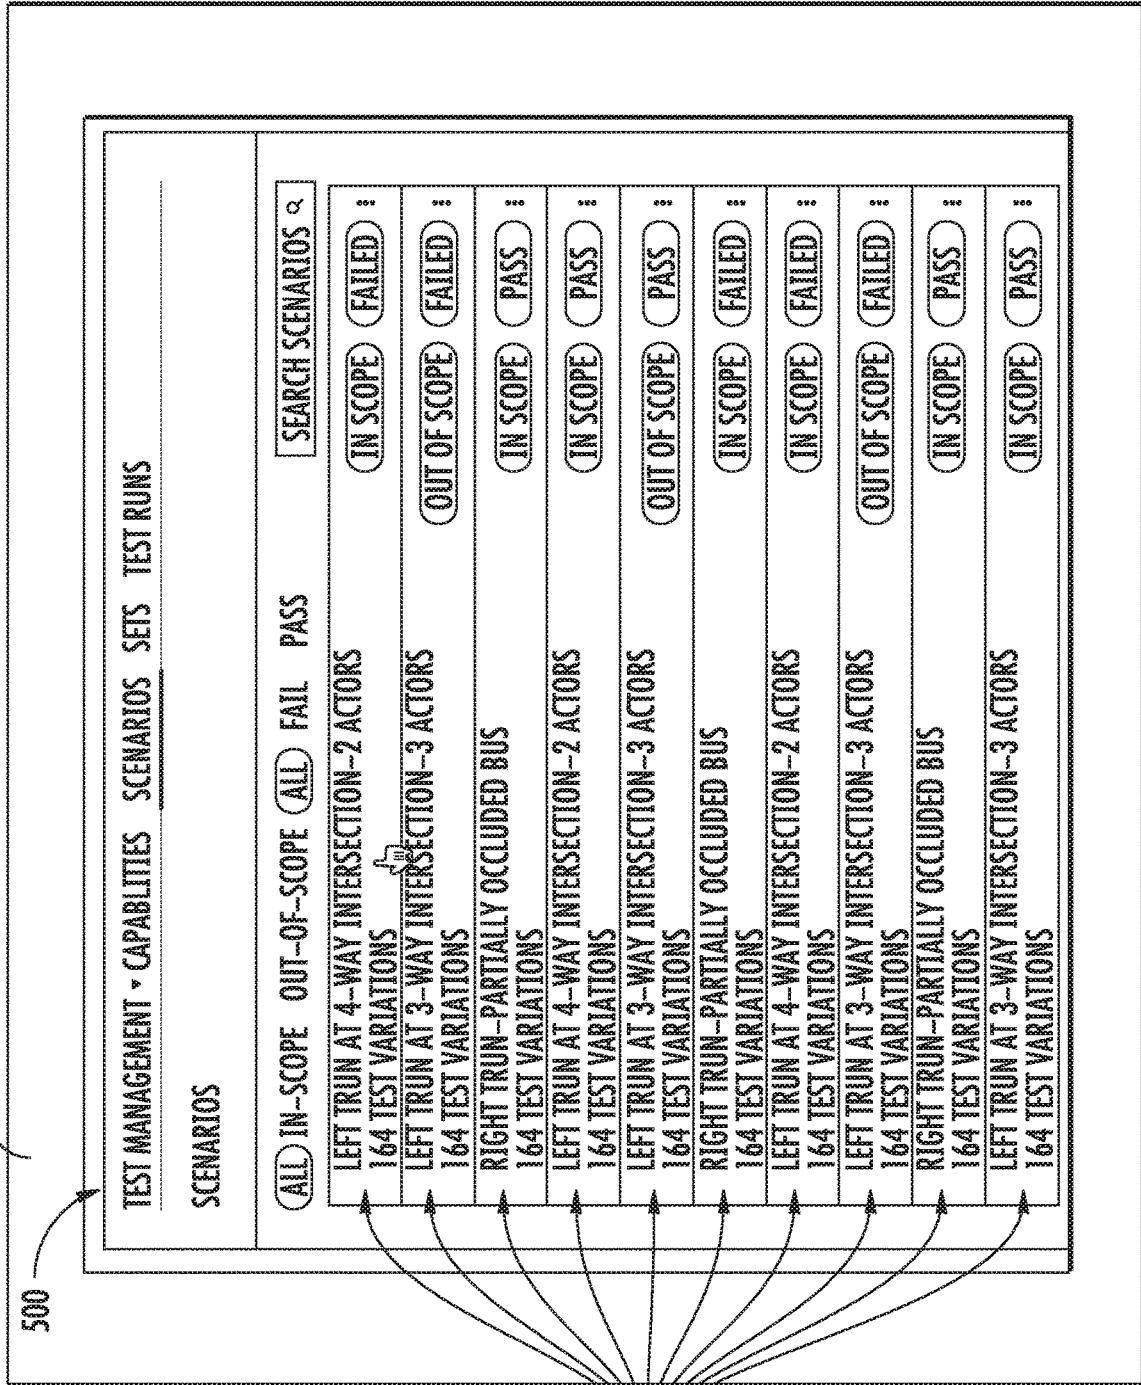 500
TEST MANAGEMENT CAPABLITIES SCENARIOS SETS TEST RUNS
SCENARIOS
ALL IN-SCOPE OUT-OF-SCOPE ALL FAIL PASS SEARCH SCENARIOS
LEFT TRUN AT 4-WAY INTERSECTION-2 ACTORS IN SCOPE FAILED ...
164 TEST VARIATIONS
LEFT TRUN AT 3-WAY INTERSECTION-3 ACTORS OUT OF SCOPE FAILED ...
164 TEST VARIATIONS
RIGHT TRUN-PARTIALLY OCCLUDED BUS IN SCOPE PASS ...
164 TEST VARIATIONS
LEFT TRUN AT 4-WAY INTERSECTION-2 ACTORS IN SCOPE PASS ...
164 TEST VARIATIONS
LEFT TRUN AT 3-WAY INTERSECTION-3 ACTORS OUT OF SCOPE PASS ...
164 TEST VARIATIONS
RIGHT TRUN-PARTIALLY OCCLUDED BUS IN SCOPE FAILED ...
164 TEST VARIATIONS
LEFT TRUN AT 4-WAY INTERSECTION-2 ACTORS IN SCOPE FAILED ...
164 TEST VARIATIONS
LEFT TRUN AT 3-WAY INTERSECTION-3 ACTORS OUT OF SCOPE FAILED ...
164 TEST VARIATIONS
RIGHT TRUN-PARTIALLY OCCLUDED BUS IN SCOPE PASS ...
164 TEST VARIATIONS
LEFT TRUN AT 3-WAY INTERSECTION-3 ACTORS IN SCOPE PASS ...
164 TEST VARIATIONS